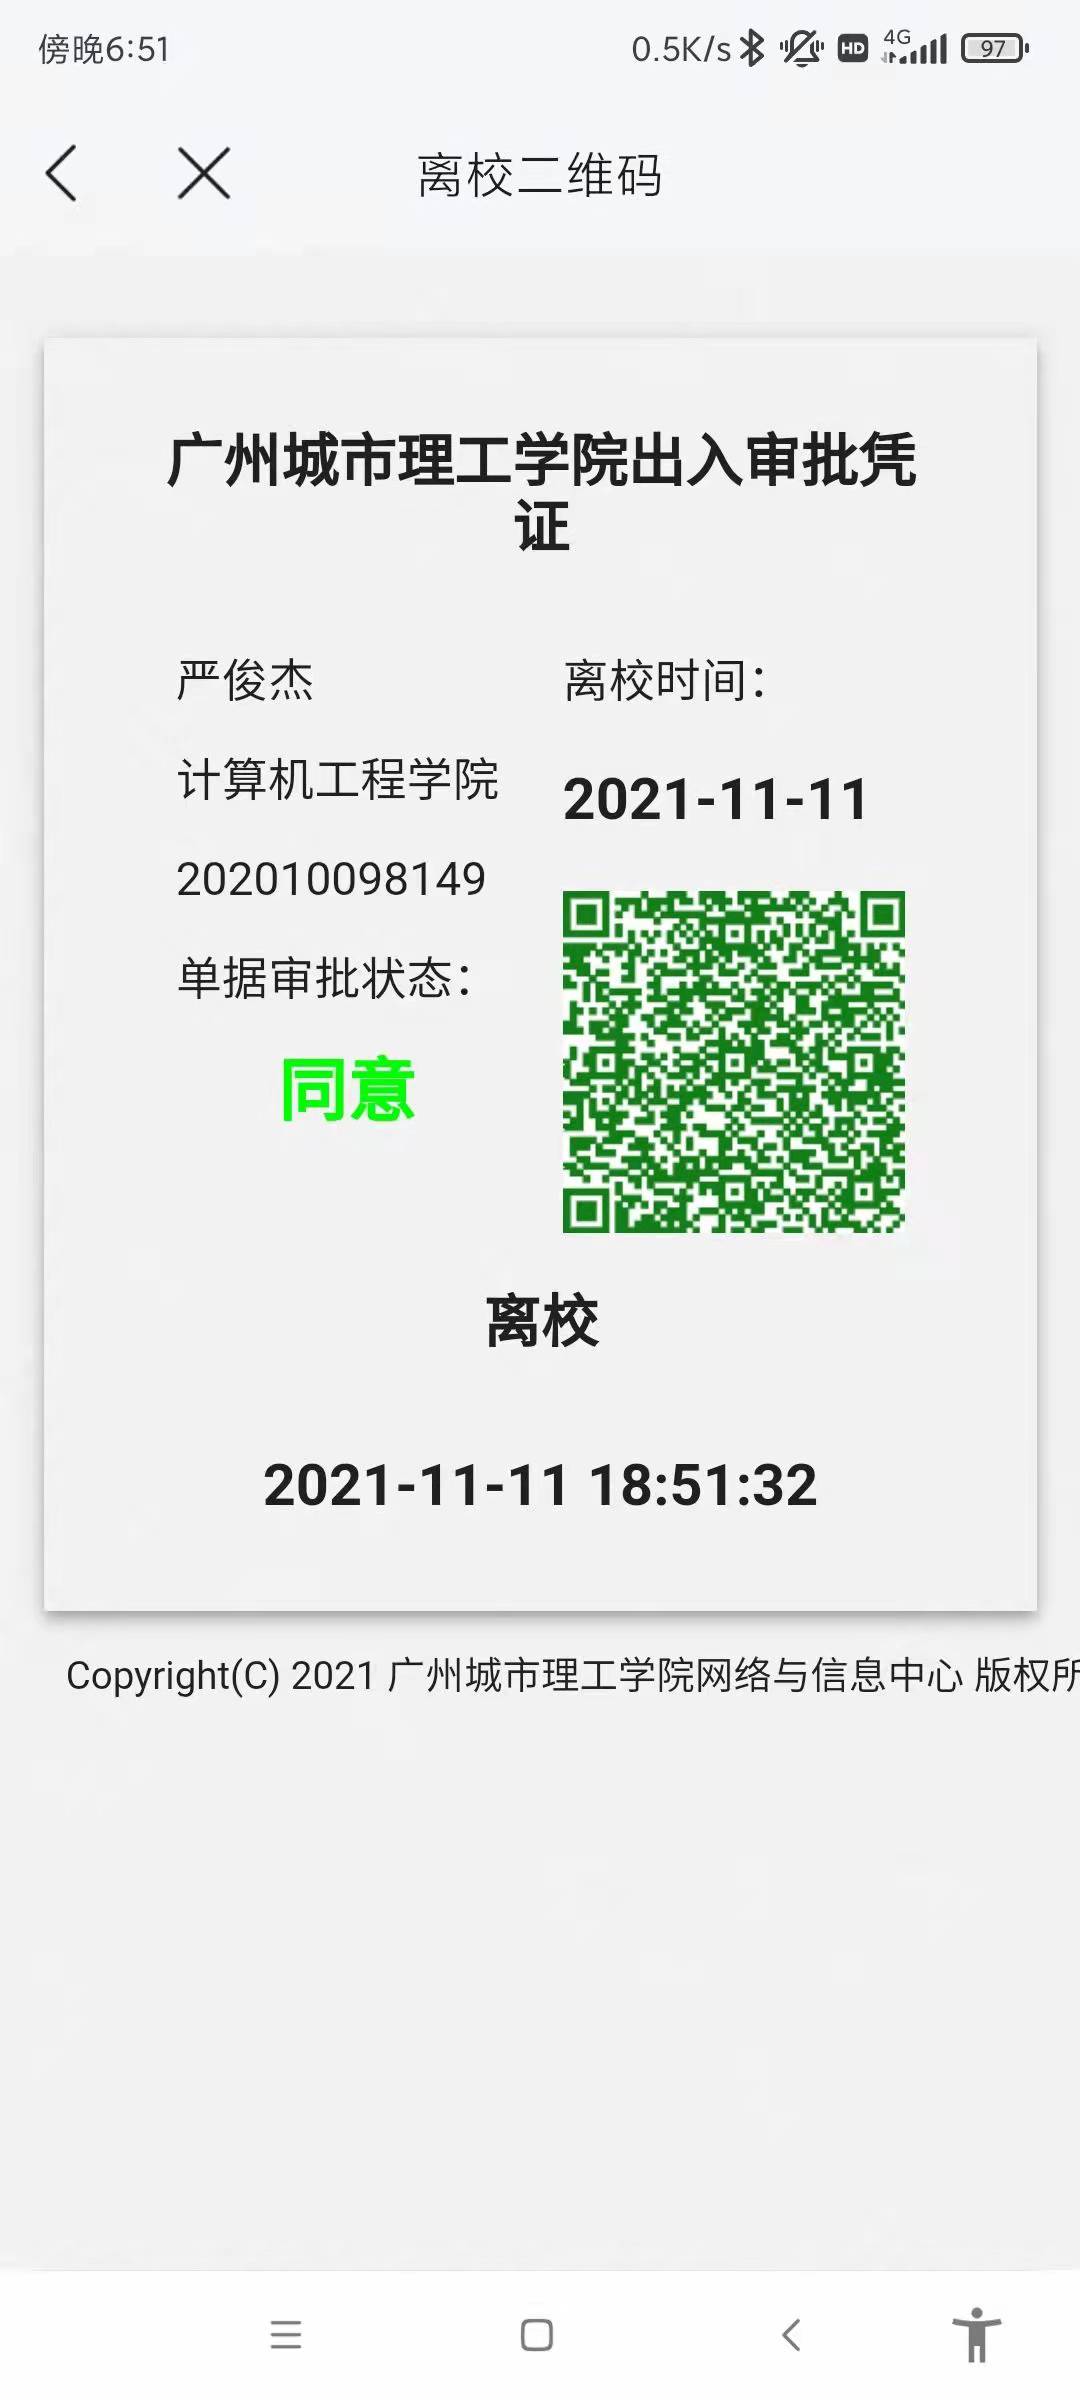 傍晚6:51
0.5K/s
HD
4G
97
离校二维码
广州城市理工学院出入审批凭
证
严俊杰
离校时间：
计算机工程学院
2021-11-11
202010098149
单据审批状态：
同意
离校
2021-11-11 18:51:32
Copyright(C) 2021 广州城市理工学院网络与信息中心 版权所